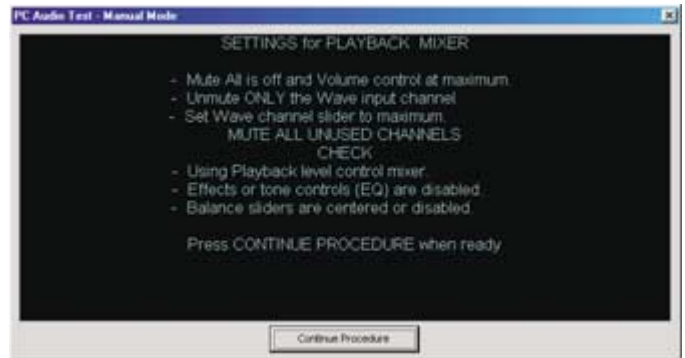 PC Audio Test - Manual Mode
SETTINGS for PLAYBACK MIXER
- Mute All is off and Volume control at maximum.
- Unmute ONLY the Wave input channel
- Set Wave channel slider to maximum.
MUTE ALL UNUSED CHANNELS
CHECK
- Using Playback level control mixer.
- Effects or tone controls (EQ) are disabled.
- Balance sliders are centered or disabled.
Press CONTINUE PROCEDURE when ready
Continue Procedure